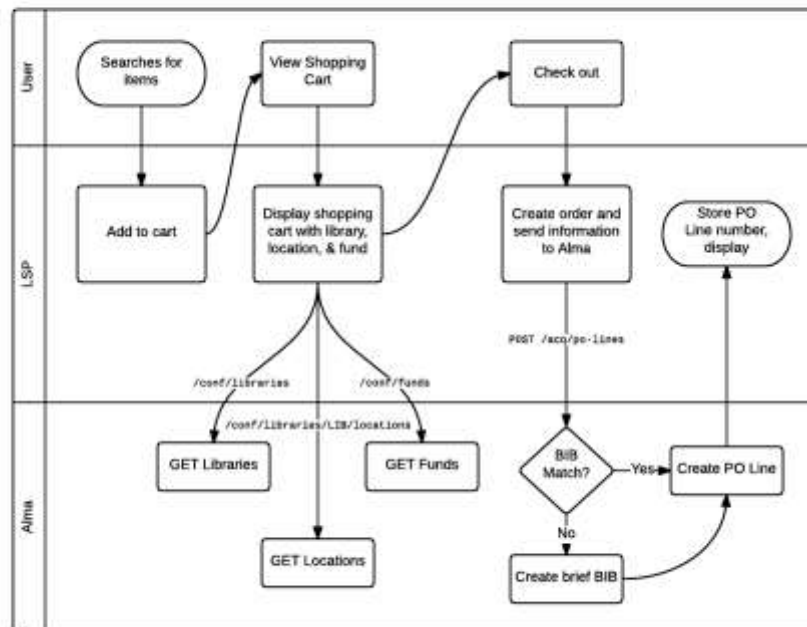 User
Searches for
items
View Shopping
Cart
Check out
LSP
Add to cart
Display shopping
cart with library,
location, & fund
Create order and
send information
to Alma
Store PO
Line number,
display
POST /acq/po-lines
/conf/libraries
/conf/funds
/conf/libraries/LIB/locations
Alma
GET Libraries
GET Funds
BIB
Match?
Yes
Create PO Line
No
GET Locations
Create brief BIB